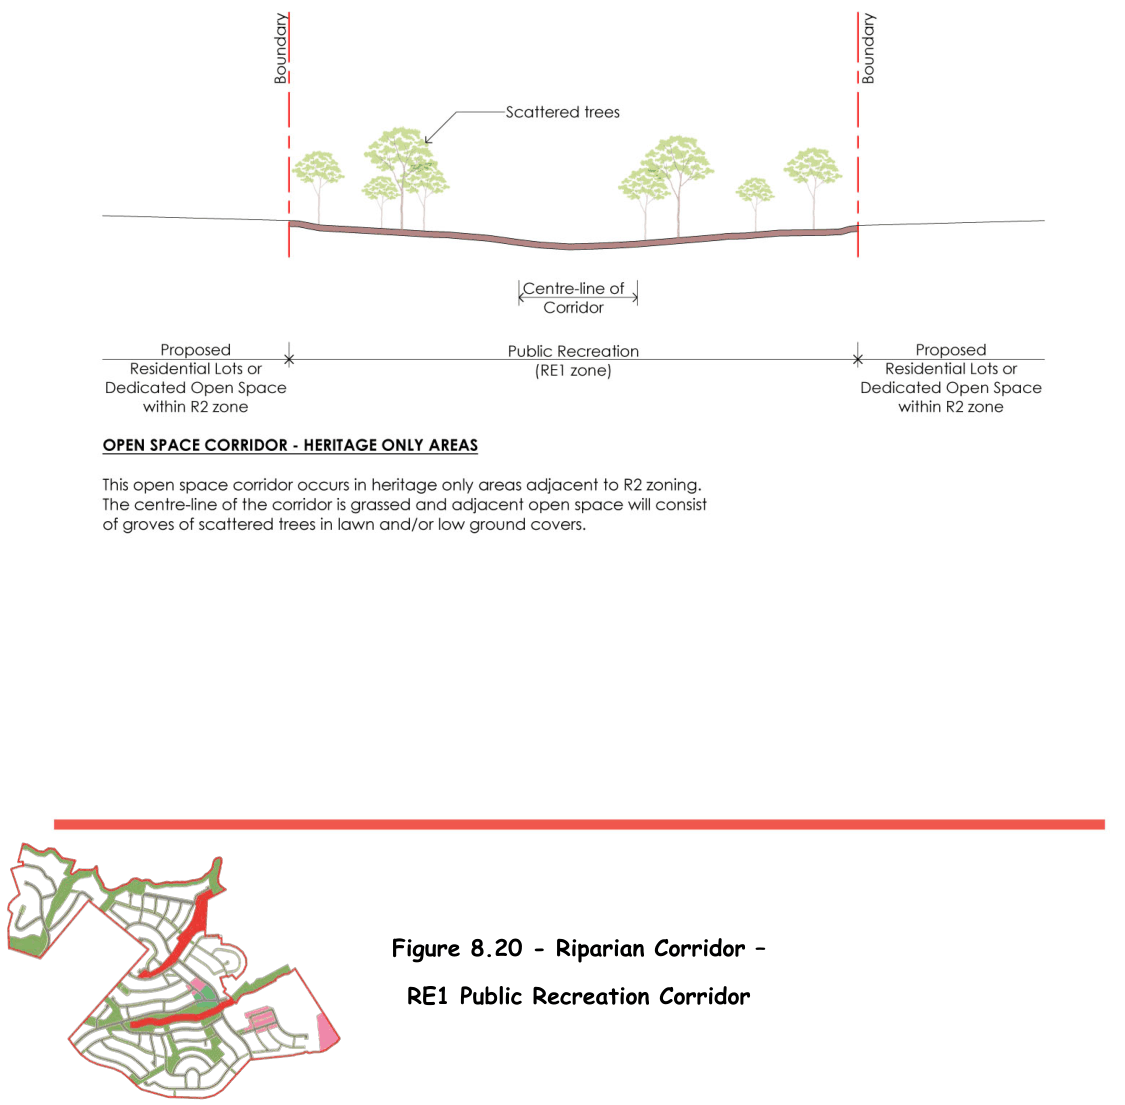 Boundary
Boundary
Scattered trees
Centre-line of
Corridor
Proposed
Residential Lots or
Dedicated Open Space
within R2 zone
Public Recreation
(RE1 zone)
Proposed
Residential Lots or
Dedicated Open Space
within R2 zone
OPEN SPACE CORRIDOR - HERITAGE ONLY AREAS
This open space corridor occurs in heritage only areas adjacent to R2 zoning.
The centre-line of the corridor is grassed and adjacent open space will consist
of groves of scattered trees in lawn and/or low ground covers.
Figure 8.20 - Riparian Corridor –
RE1 Public Recreation Corridor